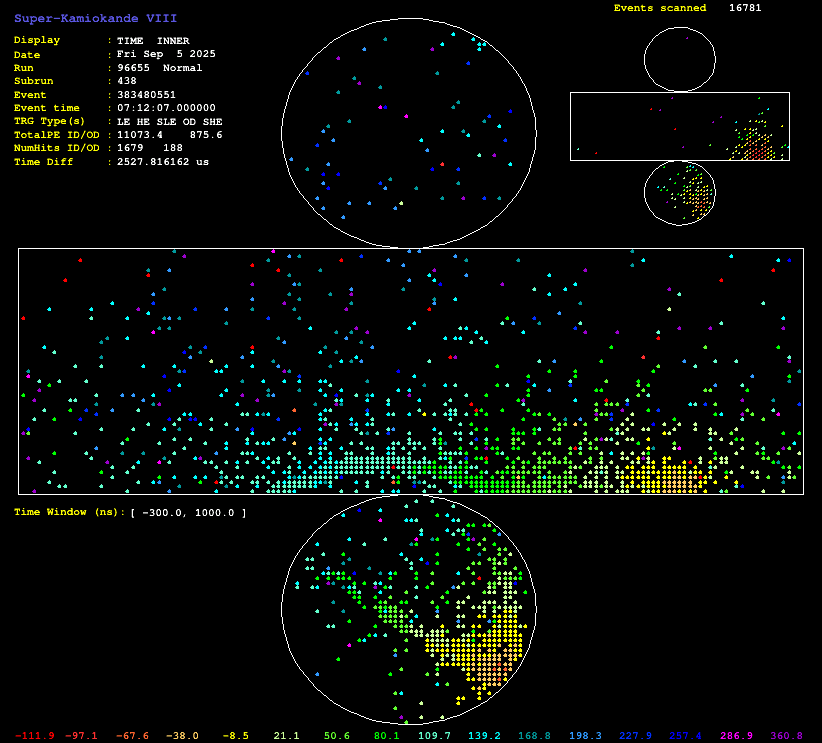 Super-Kamiokande VIII
Events scanned 16781
Display : TIME INNER
Date : Fri Sep 5 2025
Run : 96655 Normal
Subrun : 438
Event : 383480551
Event time : 07:12:07.000000
TRG Type(s) : LE HE SLE OD SHE
TotalPE ID/OD : 11073.4 875.6
NumHits ID/OD : 1679 188
Time Diff : 2527.816162 us
Time Window (ns): [ -300.0, 1000.0 ]
-111.9 -97.1 -67.6 -38.0 -8.5 21.1 50.6 80.1 109.7 139.2 168.8 198.3 227.9 257.4 286.9 360.8